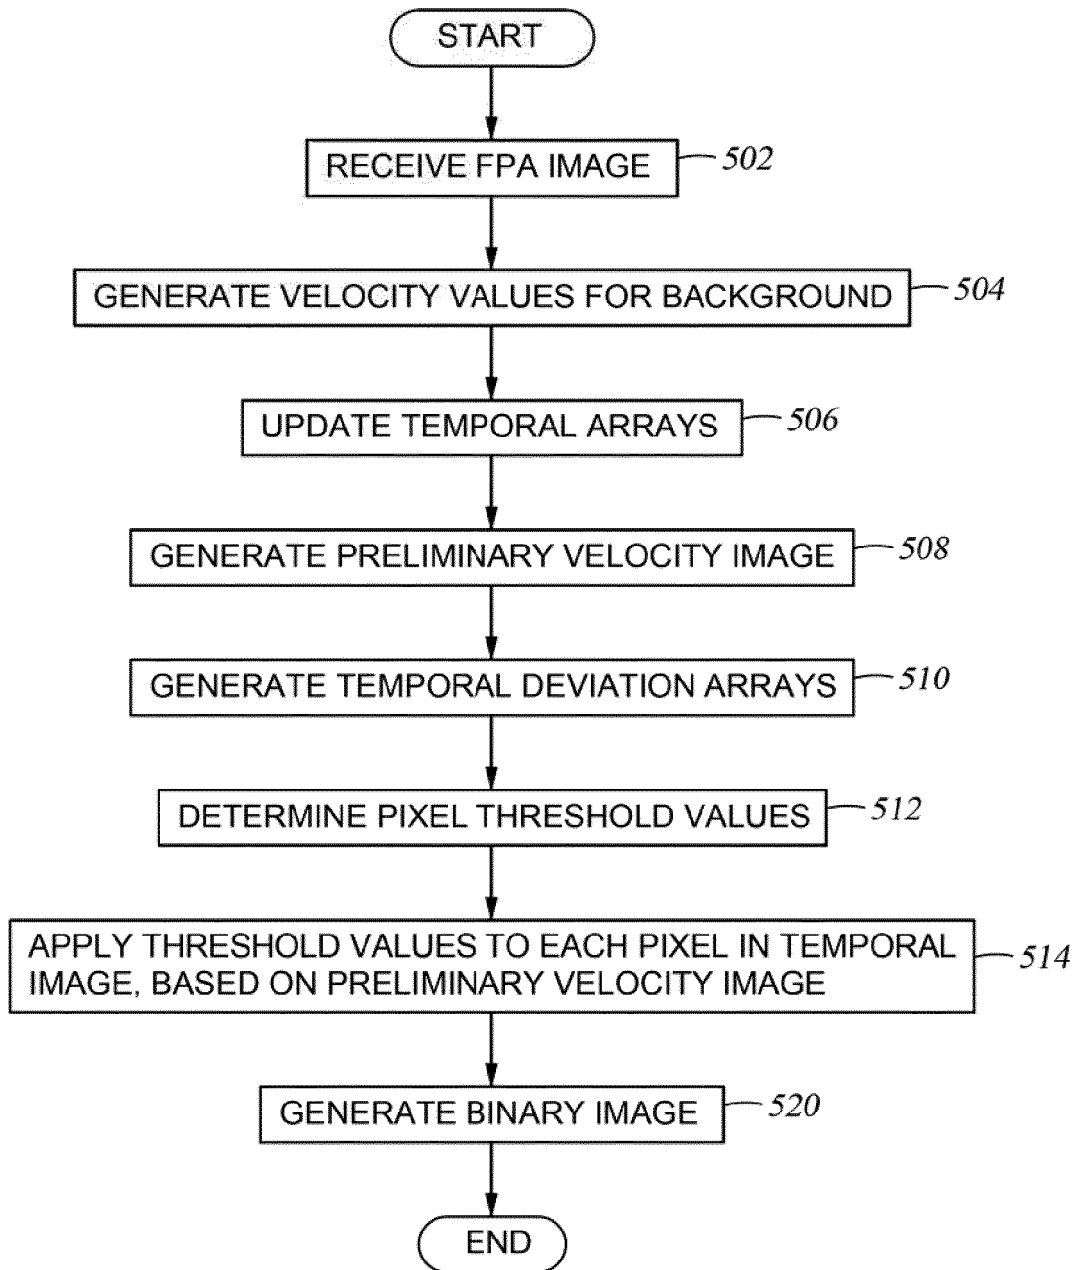 START
RECEIVE FPA IMAGE
502
GENERATE VELOCITY VALUES FOR BACKGROUND
504
UPDATE TEMPORAL ARRAYS
506
GENERATE PRELIMINARY VELOCITY IMAGE
508
GENERATE TEMPORAL DEVIATION ARRAYS
510
DETERMINE PIXEL THRESHOLD VALUES
512
APPLY THRESHOLD VALUES TO EACH PIXEL IN TEMPORAL
IMAGE, BASED ON PRELIMINARY VELOCITY IMAGE
514
GENERATE BINARY IMAGE
520
END